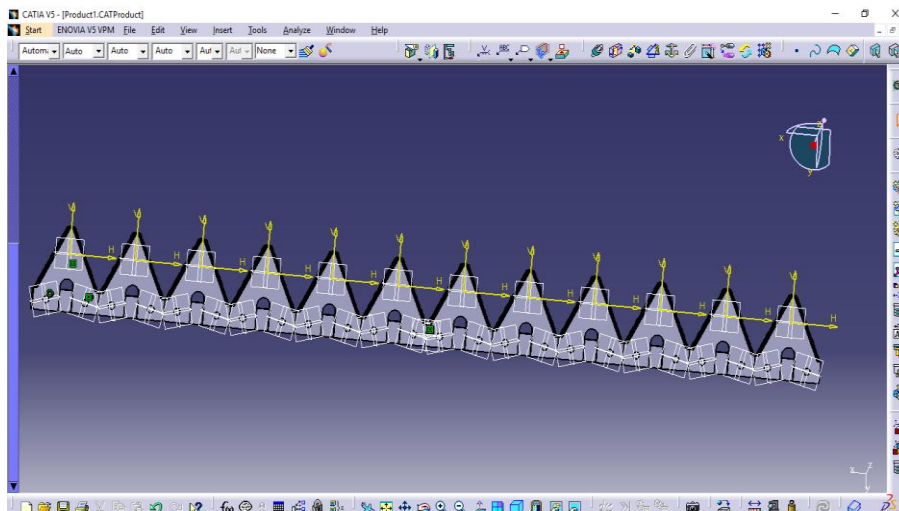 CATIA V5 - [Product1.CATProduct]
Start ENOVIA V5 VPM File Edit View Insert Tools Analyze Window Help
Auto Auto Auto None
V V V V V V V V V V V V
H H H H H H H H H H H H
x
y
z
x z